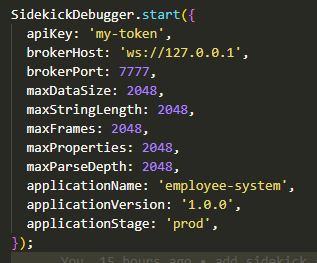 SidekickDebugger.start({
apiKey: 'my-token',
brokerHost: 'ws://127.0.0.1',
brokerPort: 7777,
maxDataSize: 2048,
maxStringLength: 2048,
maxFrames: 2048,
maxProperties: 2048,
maxParseDepth: 2048,
applicationName: 'employee-system',
applicationVersion: '1.0.0',
applicationStage: 'prod',
});
You, 15 hours ago • add sidekick